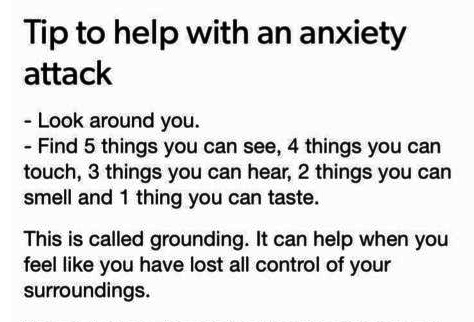 Tip to help with an anxiety
attack
- Look around you.
- Find 5 things you can see, 4 things you can
touch, 3 things you can hear, 2 things you can
smell and 1 thing you can taste.
This is called grounding. It can help when you
feel like you have lost all control of your
surroundings.